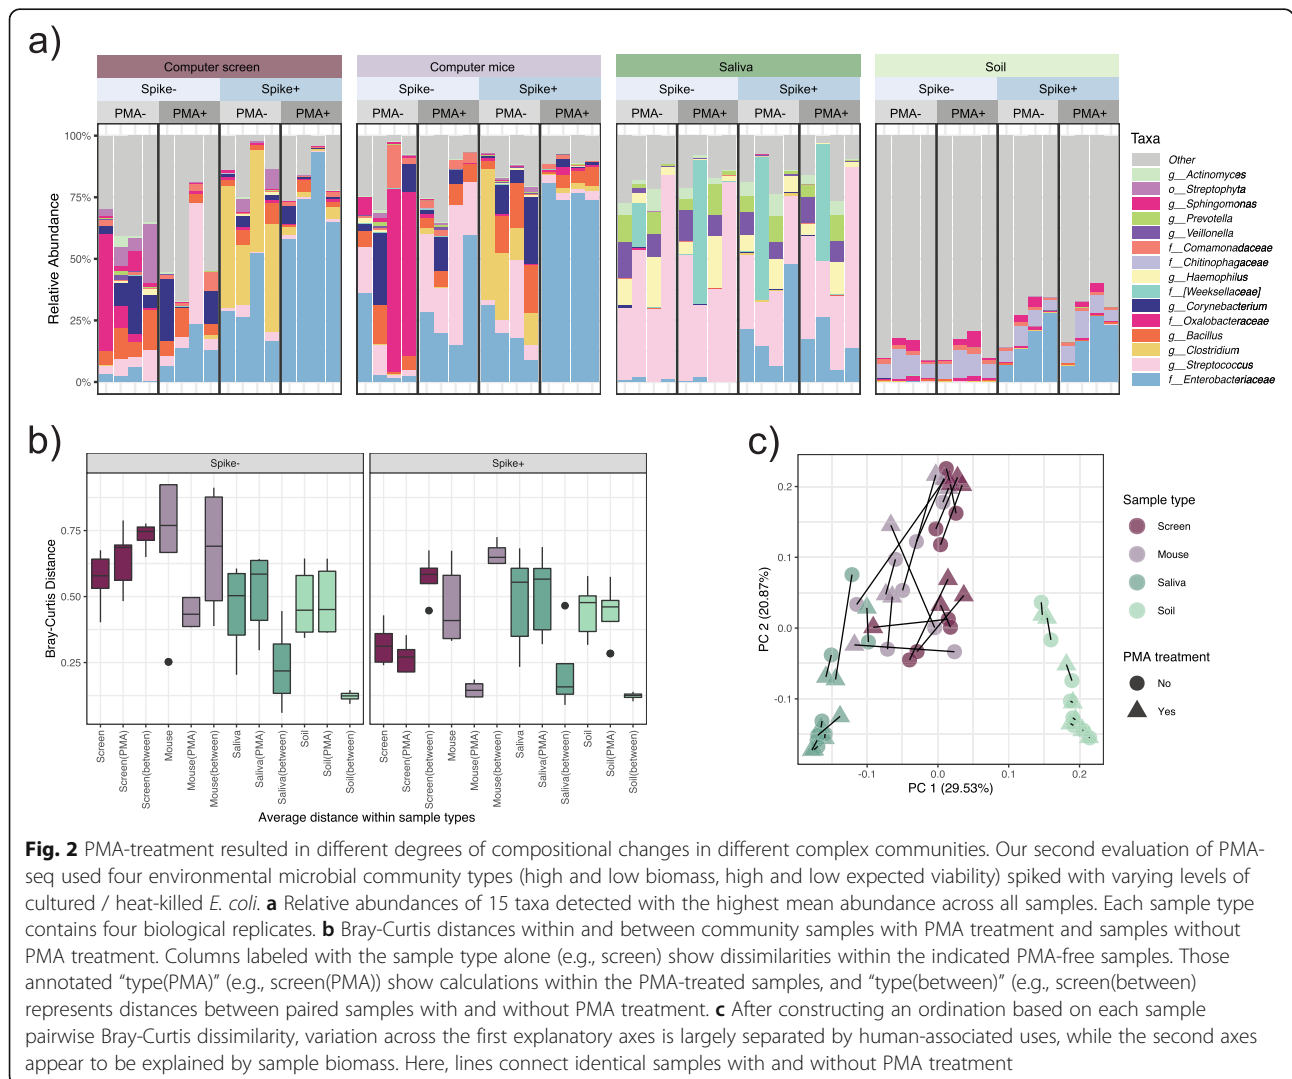 a)
Computer screen
Computer mice
Saliva
Soil
Spike-
Spike+
Spike-
Spike+
Spike-
Spike+
Spike-
Spike+
PMA-
PMA+
PMA-
PMA+
PMA-
PMA+
PMA-
PMA+
PMA-
PMA+
PMA-
PMA+
PMA-
PMA+
PMA-
PMA+
Relative Abundance
100%
75%
50%
25%
0%
Taxa
Other
g__Actinomyces
o__Streptophyta
g__Sphingomonas
g__Prevotella
g__Veillonella
f__Comamonadaceae
f__Chitinophagaceae
g__Haemophilus
f__[Weeksellaceae]
g__Corynebacterium
f__Oxalobacteraceae
g__Bacillus
g__Clostridium
g__Streptococcus
f__Enterobacteriaceae
b)
Spike-
Spike+
Bray-Curtis Distance
0.75
0.50
0.25
Screen
Screen(PMA)
Screen(between)
Mouse
Mouse(PMA)
Mouse(between)
Saliva
Saliva(PMA)
Saliva(between)
Soil
Soil(PMA)
Soil(between)
Screen
Screen(PMA)
Screen(between)
Mouse
Mouse(PMA)
Mouse(between)
Saliva
Saliva(PMA)
Saliva(between)
Soil
Soil(PMA)
Soil(between)
Average distance within sample types
c)
PC 2 (20.87%)
0.2
0.1
0.0
-0.1
-0.1
0.0
0.1
0.2
PC 1 (29.53%)
Sample type
Screen
Mouse
Saliva
Soil
PMA treatment
No
Yes
Fig. 2 PMA-treatment resulted in different degrees of compositional changes in different complex communities. Our second evaluation of PMA-
seq used four environmental microbial community types (high and low biomass, high and low expected viability) spiked with varying levels of
cultured / heat-killed E. coli. a Relative abundances of 15 taxa detected with the highest mean abundance across all samples. Each sample type
contains four biological replicates. b Bray-Curtis distances within and between community samples with PMA treatment and samples without
PMA treatment. Columns labeled with the sample type alone (e.g., screen) show dissimilarities within the indicated PMA-free samples. Those
annotated “type(PMA)” (e.g., screen(PMA)) show calculations within the PMA-treated samples, and “type(between)” (e.g., screen(between)
represents distances between paired samples with and without PMA treatment. c After constructing an ordination based on each sample
pairwise Bray-Curtis dissimilarity, variation across the first explanatory axes is largely separated by human-associated uses, while the second axes
appear to be explained by sample biomass. Here, lines connect identical samples with and without PMA treatment